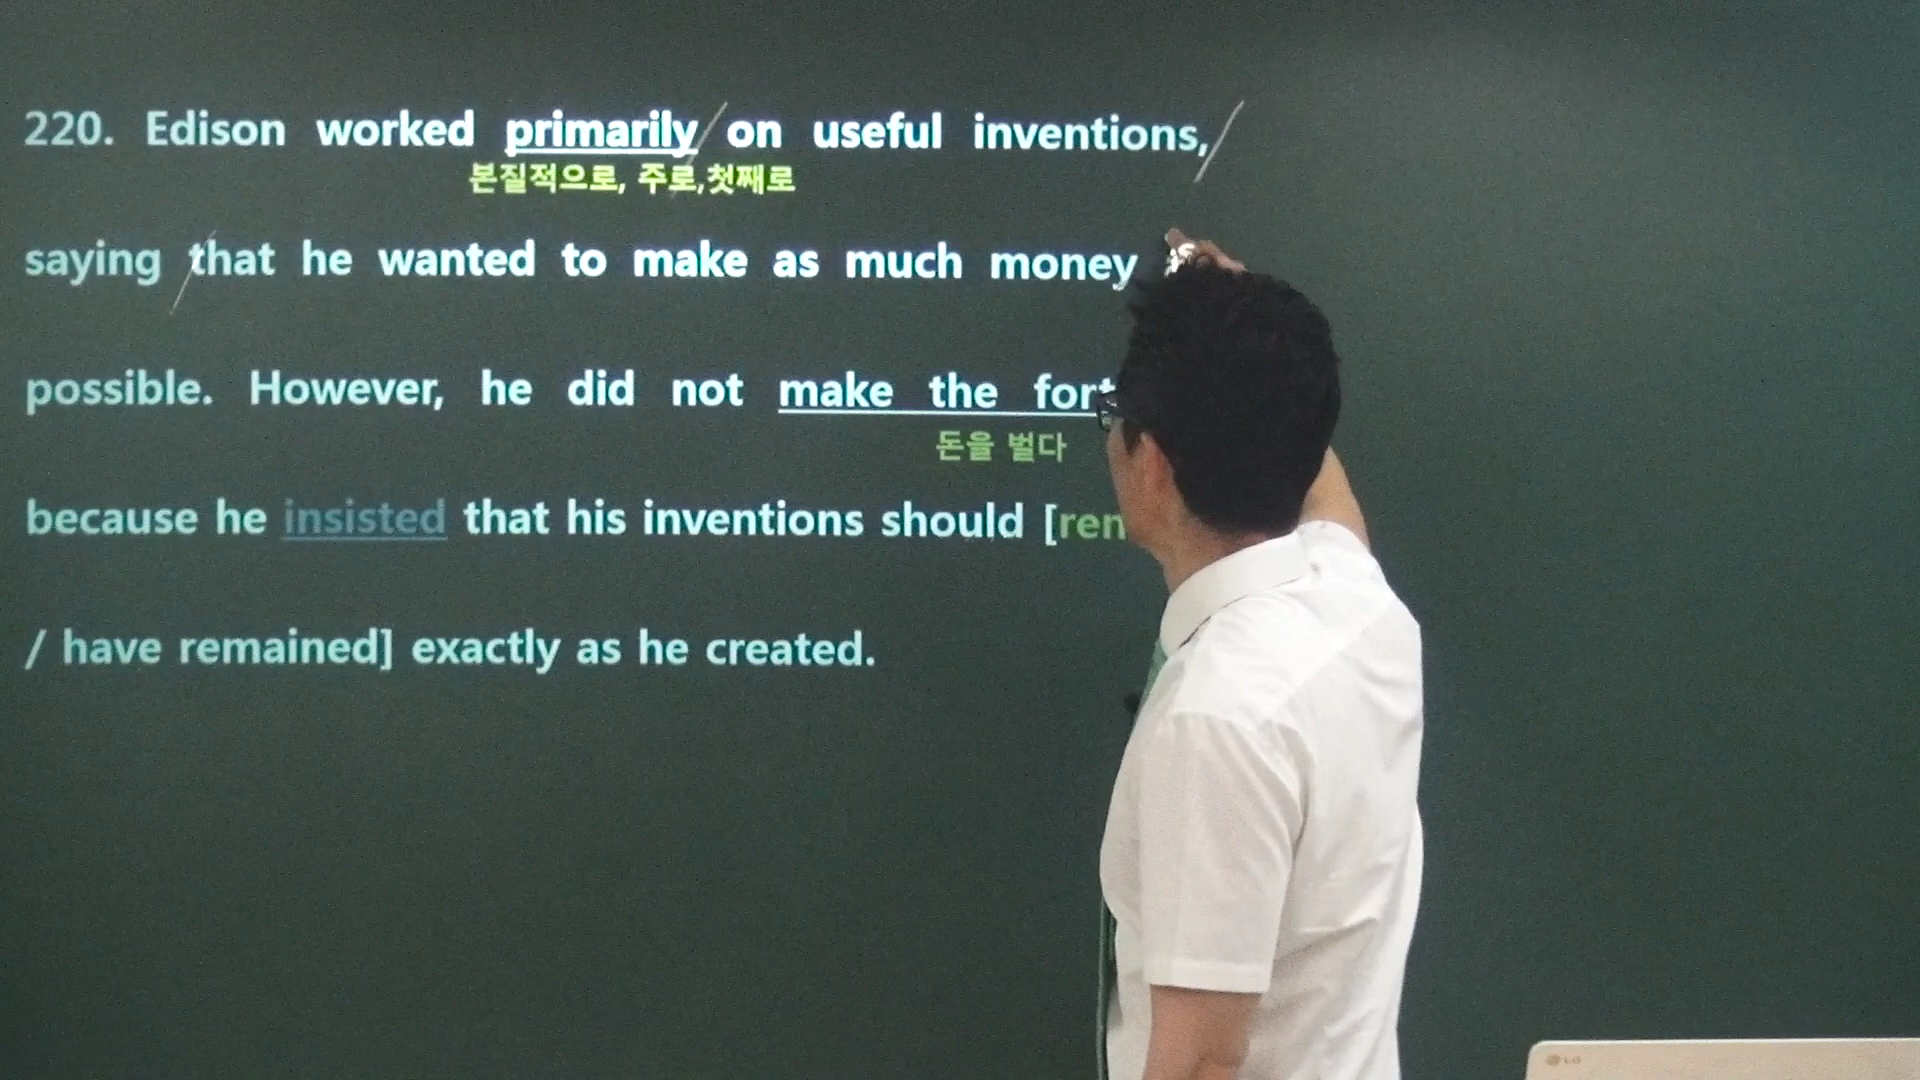 220. Edison worked primarily on useful inventions,
본질적으로, 주로,첫째로
saying that he wanted to make as much money as
possible. However, he did not make the
돈을 벌다
because he insisted that his inventions should [
/ have remained] exactly as he created.
LG